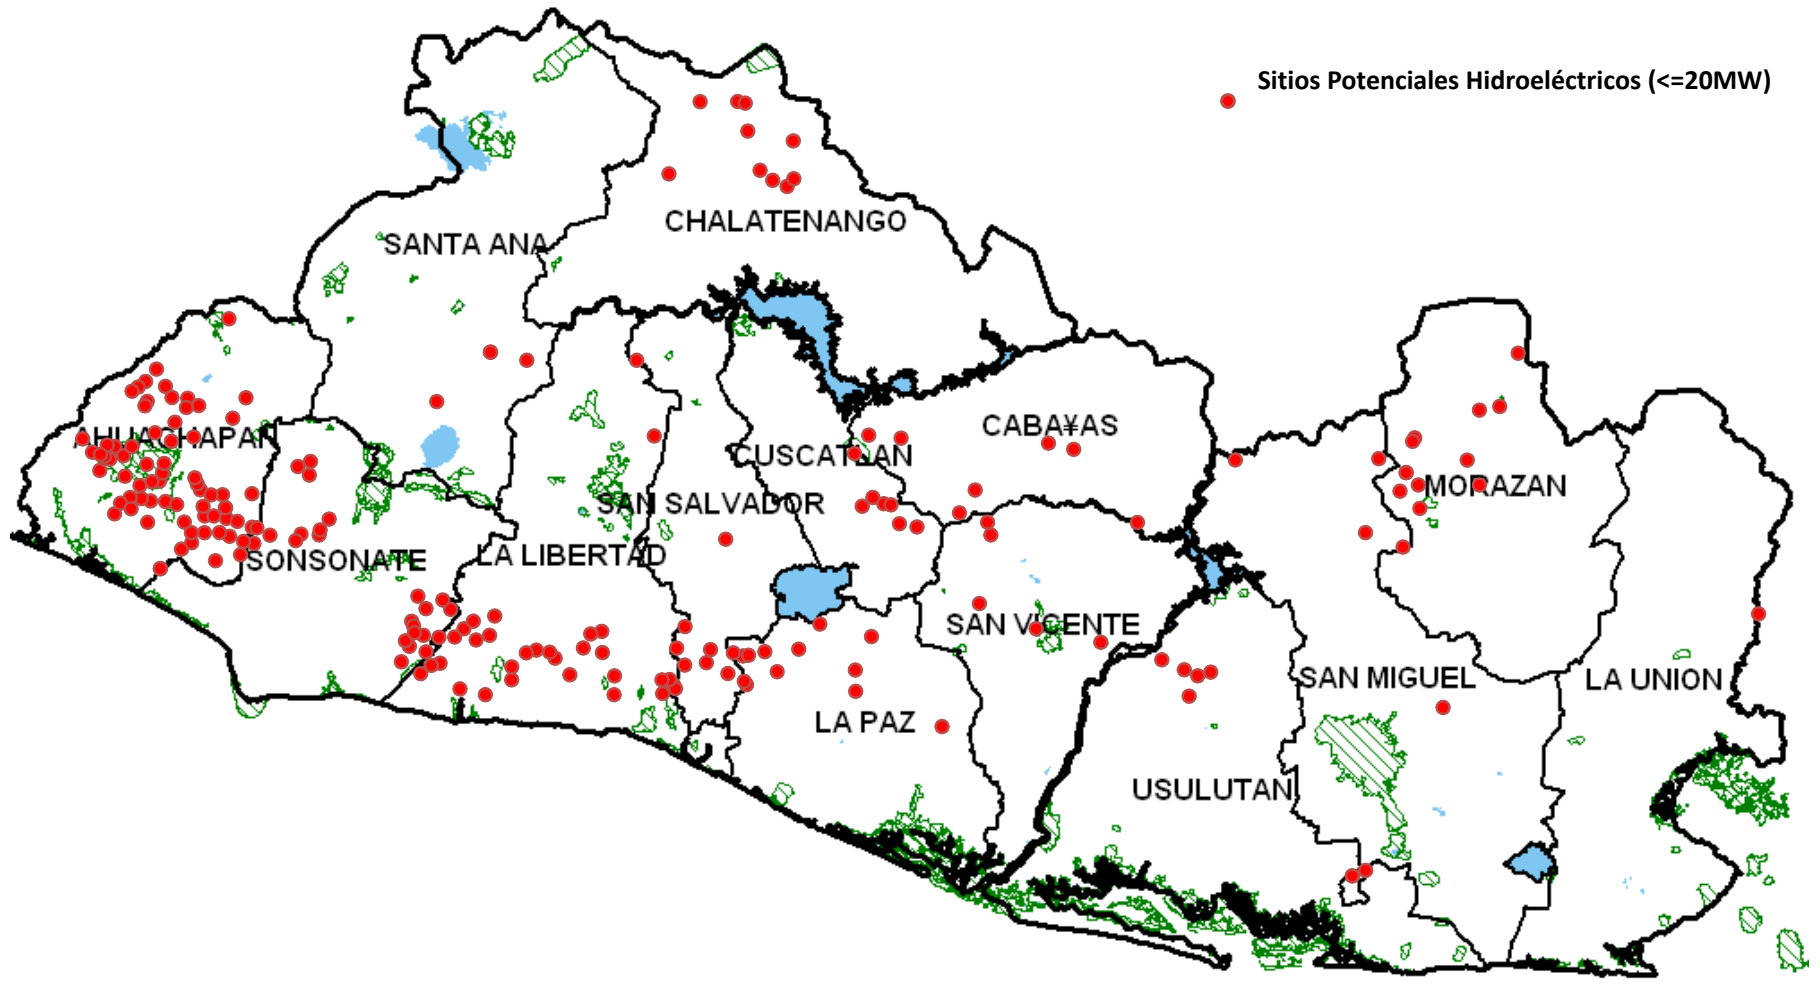 Sitios Potenciales Hidroeléctricos (<=20MW)
CHALATENANGO
SANTA ANA
CABA¥AS
AHUACHAPAN
CUSCATLAN
MORAZAN
SAN SALVADOR
SONSONATE
LA LIBERTAD
SAN VICENTE
SAN MIGUEL
LA UNION
LA PAZ
USULUTAN